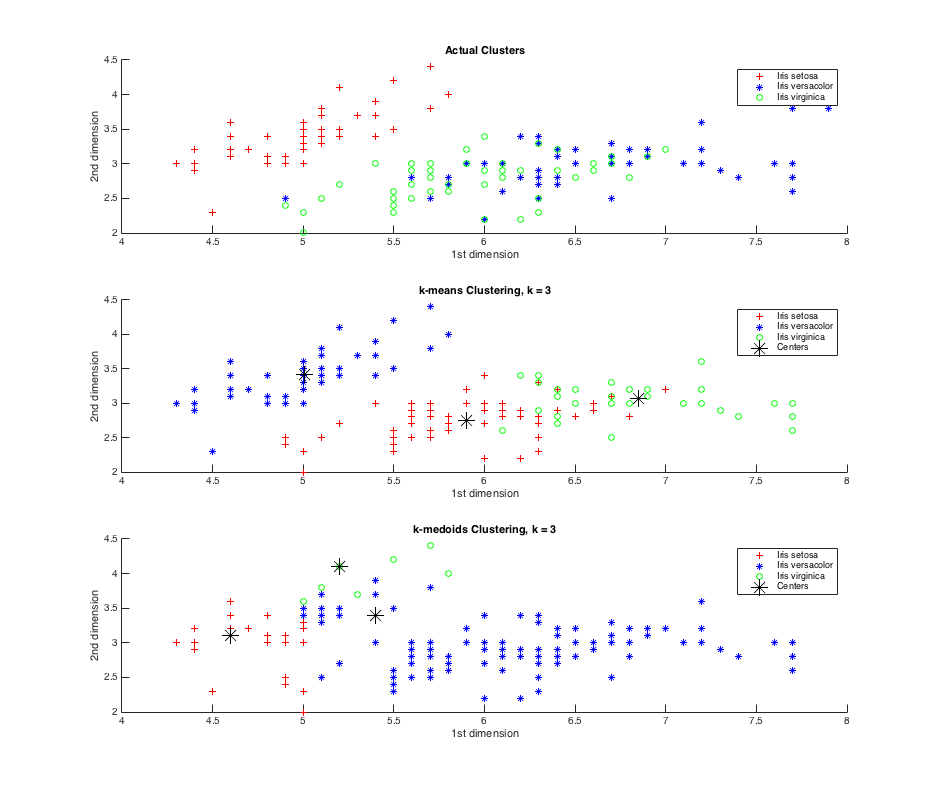 Actual Clusters
4.5
4
3.5
3
2.5
2
2nd dimension
Iris setosa
Iris versacolor
Iris virginica
4 4.5 5 5.5 6 6.5 7 7.5 8
1st dimension
k-means Clustering, k = 3
4.5
4
3.5
3
2.5
2
2nd dimension
Iris setosa
Iris versacolor
Iris virginica
Centers
4 4.5 5 5.5 6 6.5 7 7.5 8
1st dimension
k-medoids Clustering, k = 3
4.5
4
3.5
3
2.5
2
2nd dimension
Iris setosa
Iris versacolor
Iris virginica
Centers
4 4.5 5 5.5 6 6.5 7 7.5 8
1st dimension